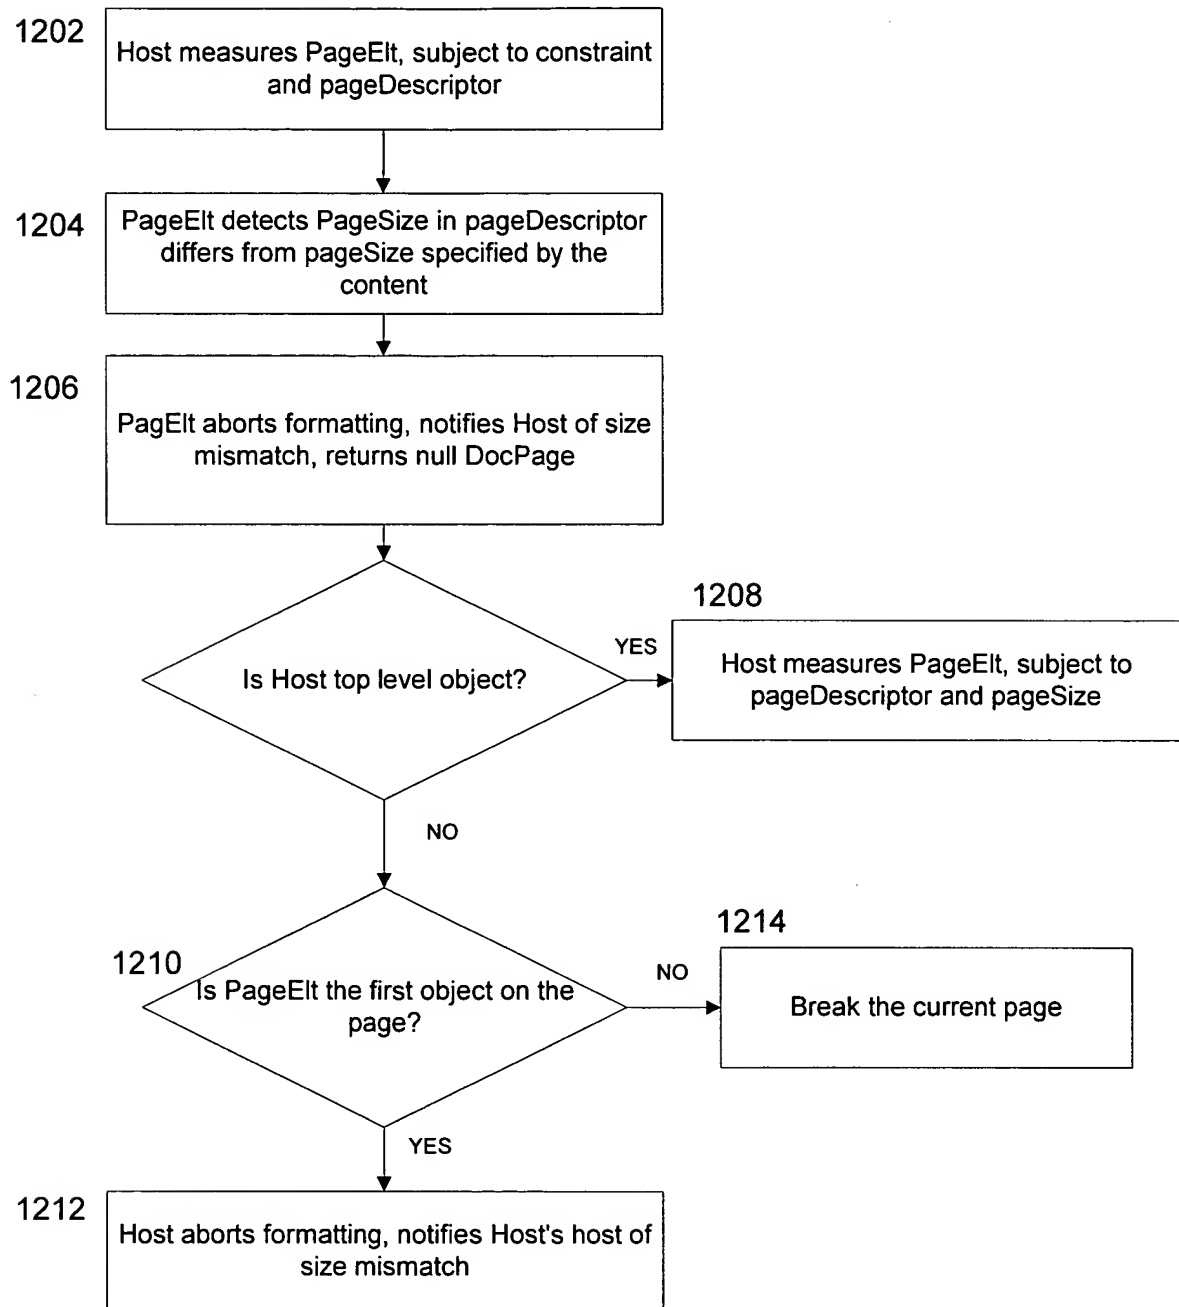 1202
Host measures PageElt, subject to constraint
and pageDescriptor
1204
PageElt detects PageSize in pageDescriptor
differs from pageSize specified by the
content
1206
PagElt aborts formatting, notifies Host of size
mismatch, returns null DocPage
Is Host top level object?
YES
1208
Host measures PageElt, subject to
pageDescriptor and pageSize
NO
1210
Is PageElt the first object on the
page?
NO
1214
Break the current page
YES
1212
Host aborts formatting, notifies Host's host of
size mismatch